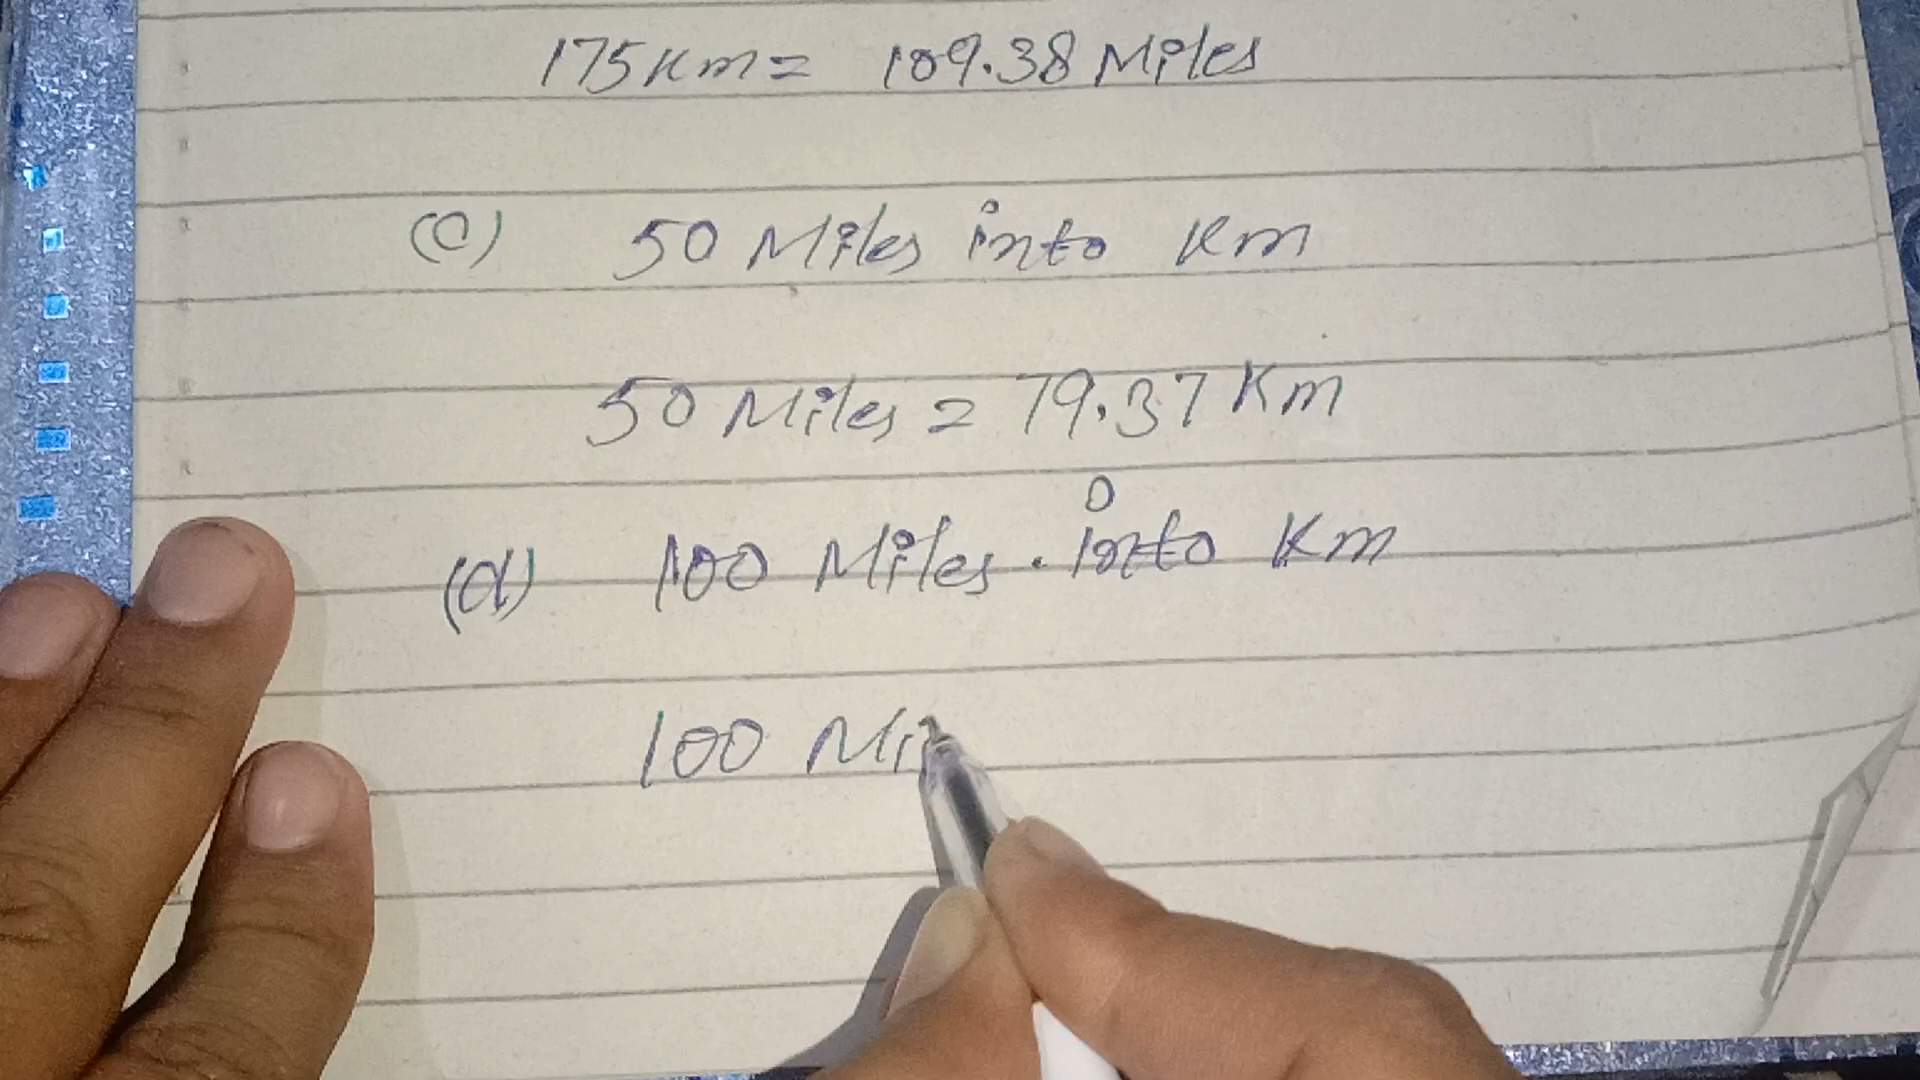 175 Km = 109.38 Miles
(C) 50 Miles into Km
50 Miles = 79.37 Km
(d) 100 Miles . into Km
100 Mil